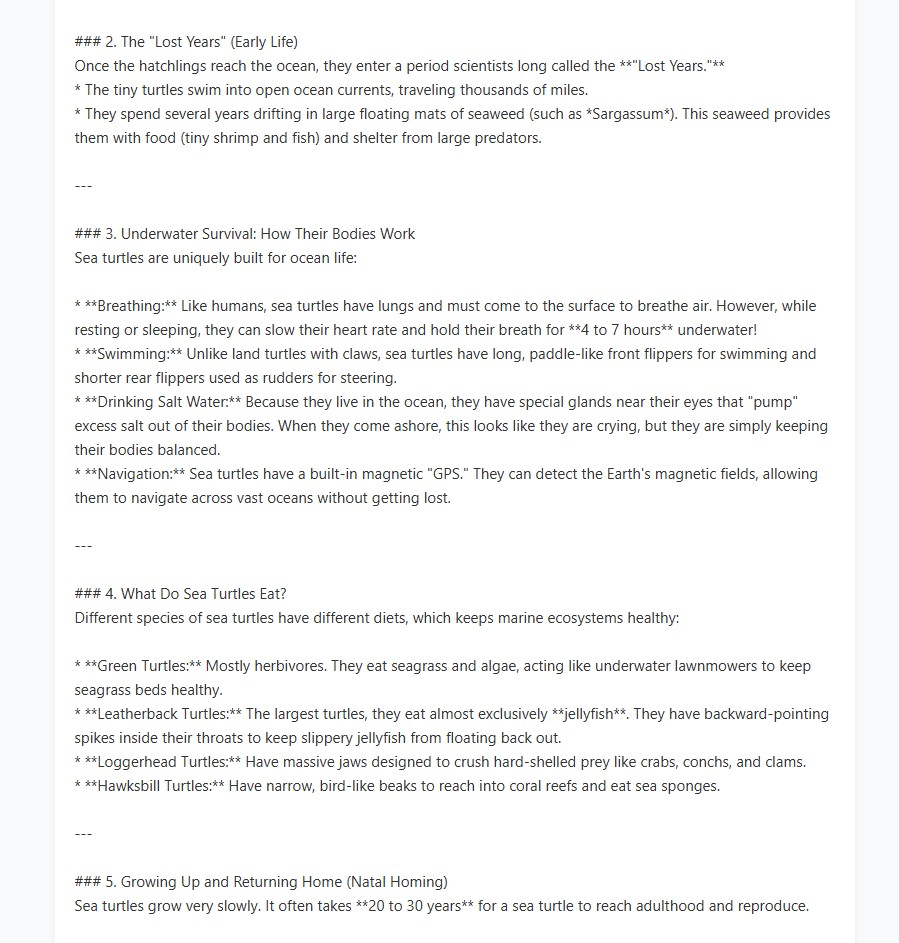 ### 2. The "Lost Years" (Early Life)
Once the hatchlings reach the ocean, they enter a period scientists long called the **"Lost Years."**
* The tiny turtles swim into open ocean currents, traveling thousands of miles.
* They spend several years drifting in large floating mats of seaweed (such as *Sargassum*). This seaweed provides
them with food (tiny shrimp and fish) and shelter from large predators.
---
### 3. Underwater Survival: How Their Bodies Work
Sea turtles are uniquely built for ocean life:
* **Breathing:** Like humans, sea turtles have lungs and must come to the surface to breathe air. However, while
resting or sleeping, they can slow their heart rate and hold their breath for **4 to 7 hours** underwater!
* **Swimming:** Unlike land turtles with claws, sea turtles have long, paddle-like front flippers for swimming and
shorter rear flippers used as rudders for steering.
* **Drinking Salt Water:** Because they live in the ocean, they have special glands near their eyes that "pump"
excess salt out of their bodies. When they come ashore, this looks like they are crying, but they are simply keeping
their bodies balanced.
* **Navigation:** Sea turtles have a built-in magnetic "GPS." They can detect the Earth's magnetic fields, allowing
them to navigate across vast oceans without getting lost.
---
### 4. What Do Sea Turtles Eat?
Different species of sea turtles have different diets, which keeps marine ecosystems healthy:
* **Green Turtles:** Mostly herbivores. They eat seagrass and algae, acting like underwater lawnmowers to keep
seagrass beds healthy.
* **Leatherback Turtles:** The largest turtles, they eat almost exclusively **jellyfish**. They have backward-pointing
spikes inside their throats to keep slippery jellyfish from floating back out.
* **Loggerhead Turtles:** Have massive jaws designed to crush hard-shelled prey like crabs, conchs, and clams.
* **Hawksbill Turtles:** Have narrow, bird-like beaks to reach into coral reefs and eat sea sponges.
---
### 5. Growing Up and Returning Home (Natal Homing)
Sea turtles grow very slowly. It often takes **20 to 30 years** for a sea turtle to reach adulthood and reproduce.